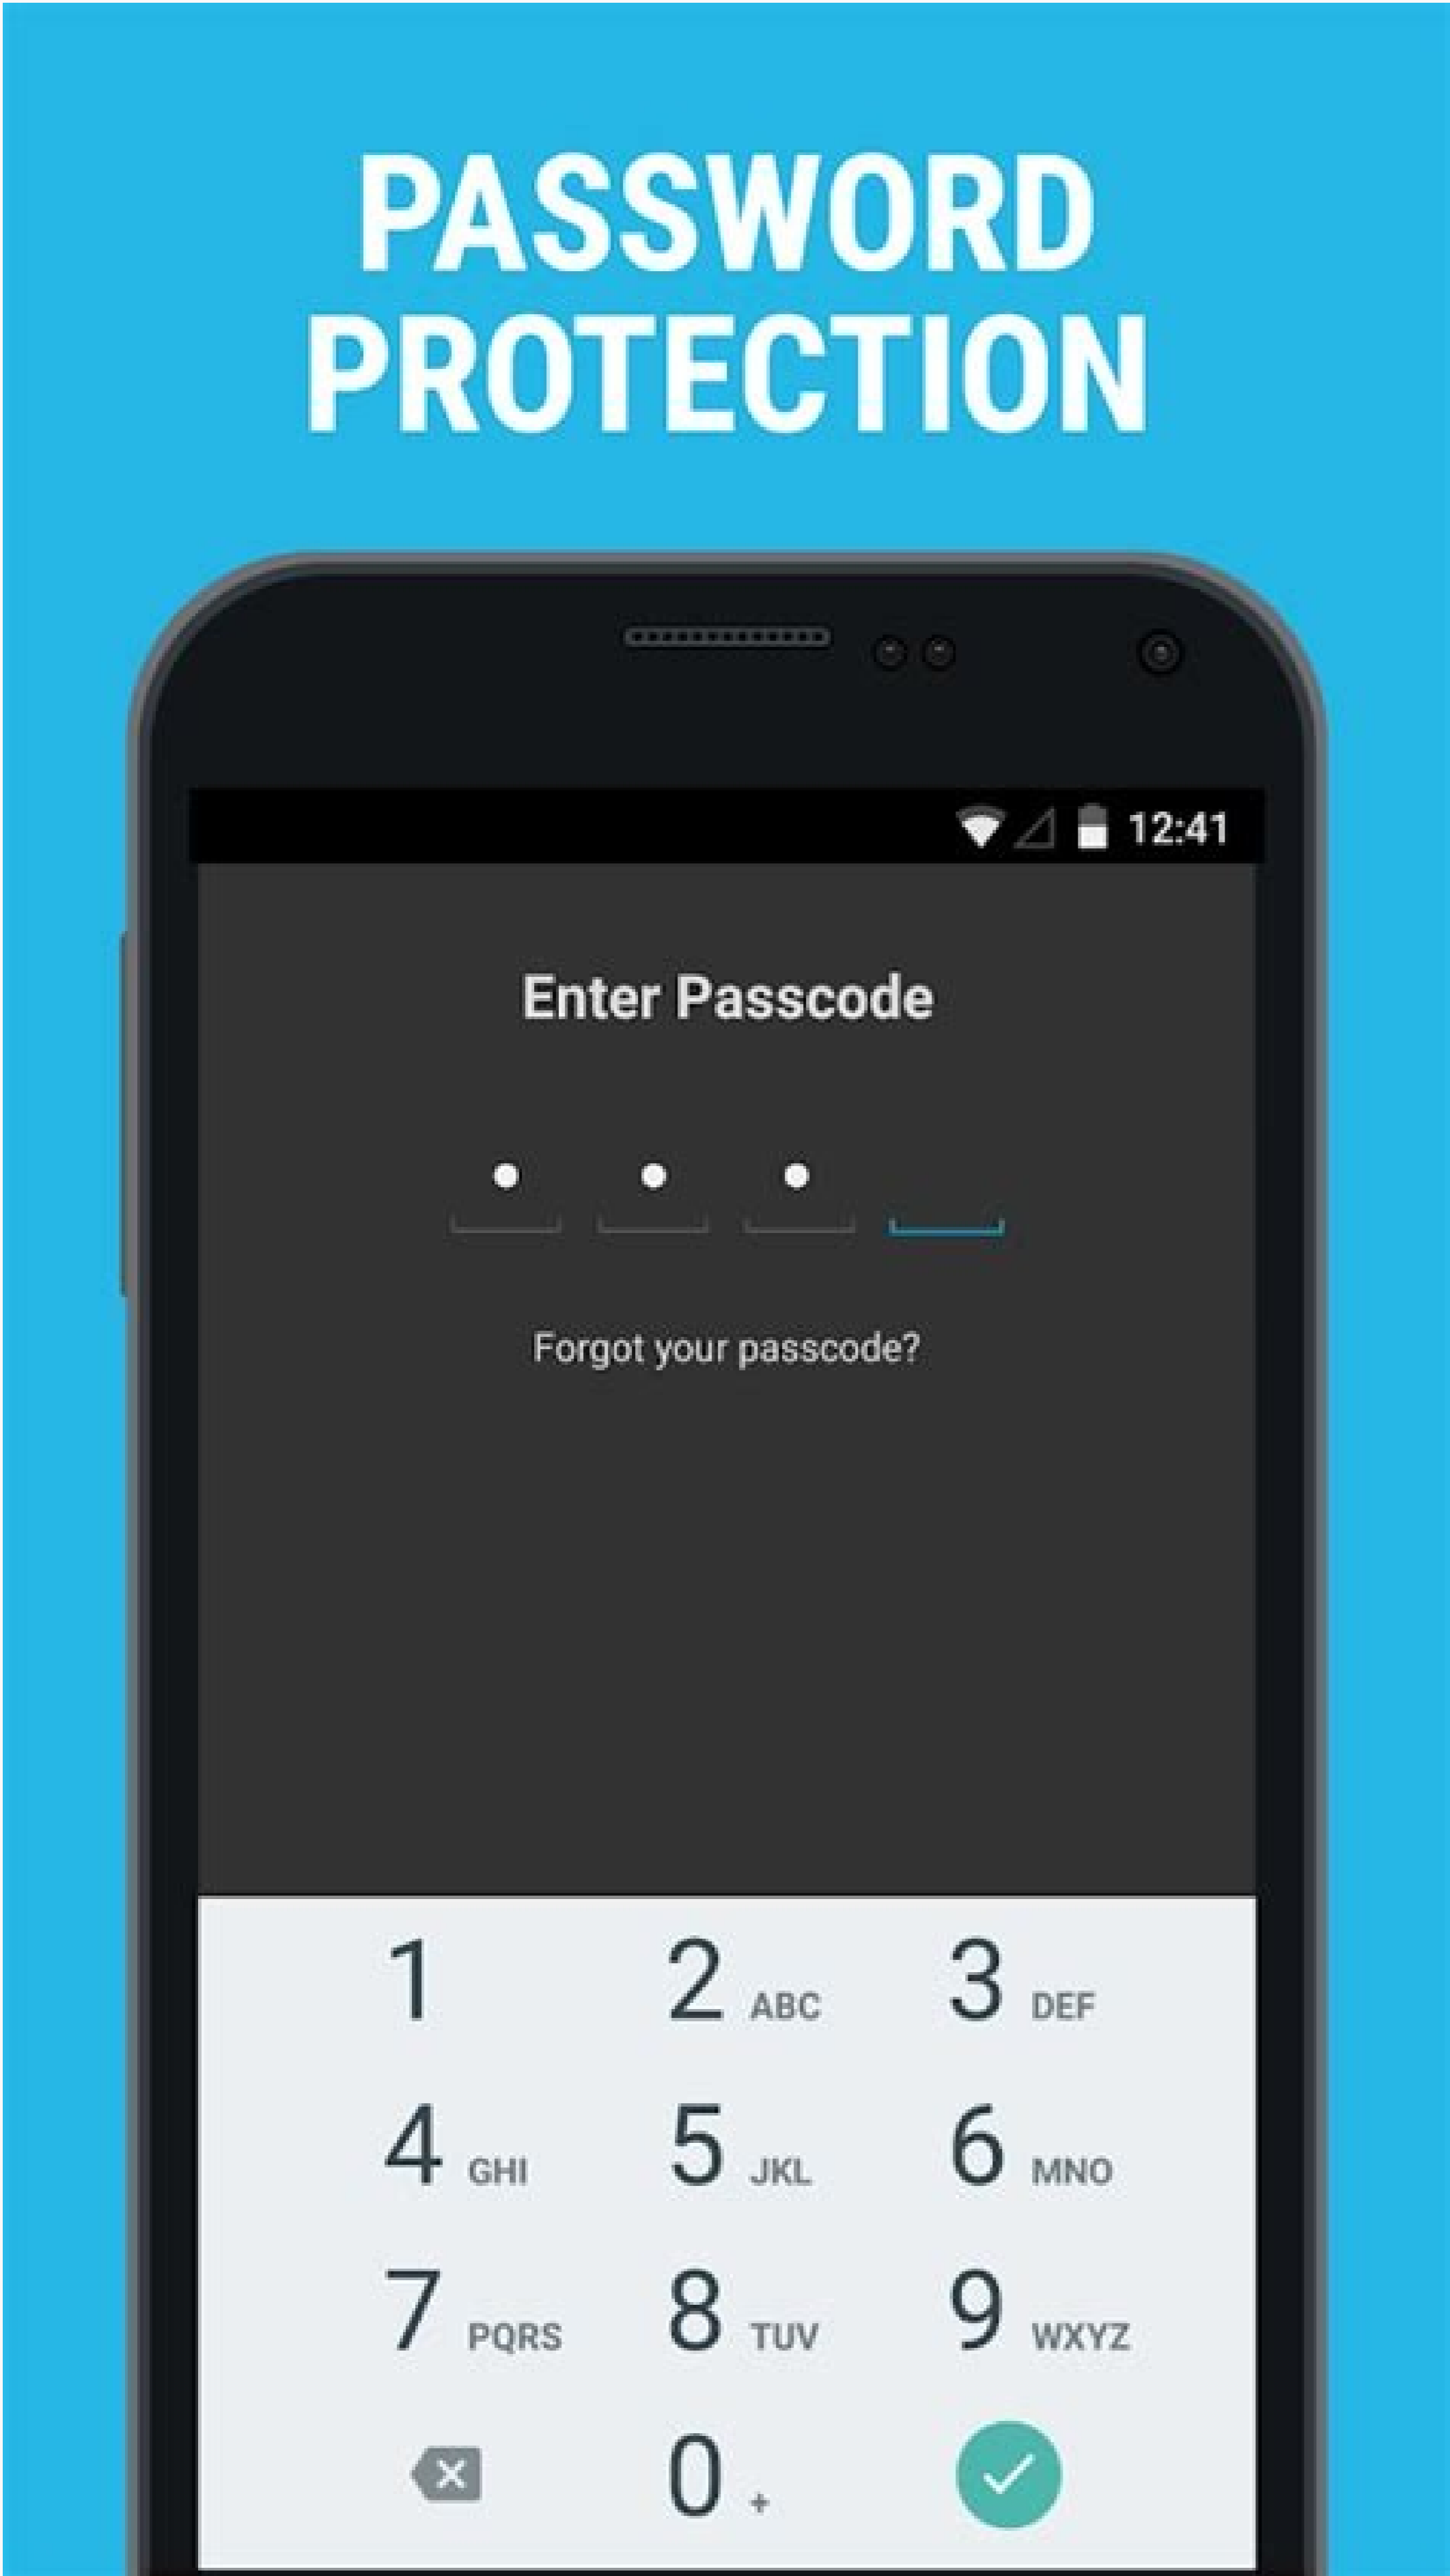 PASSWORD
PROTECTION
12:41
Enter Passcode
Forgot your passcode?
1 2 ABC 3 DEF
4 GHI 5 JKL 6 MNO
7 PQRS 8 TUV 9 WXYZ
0 +